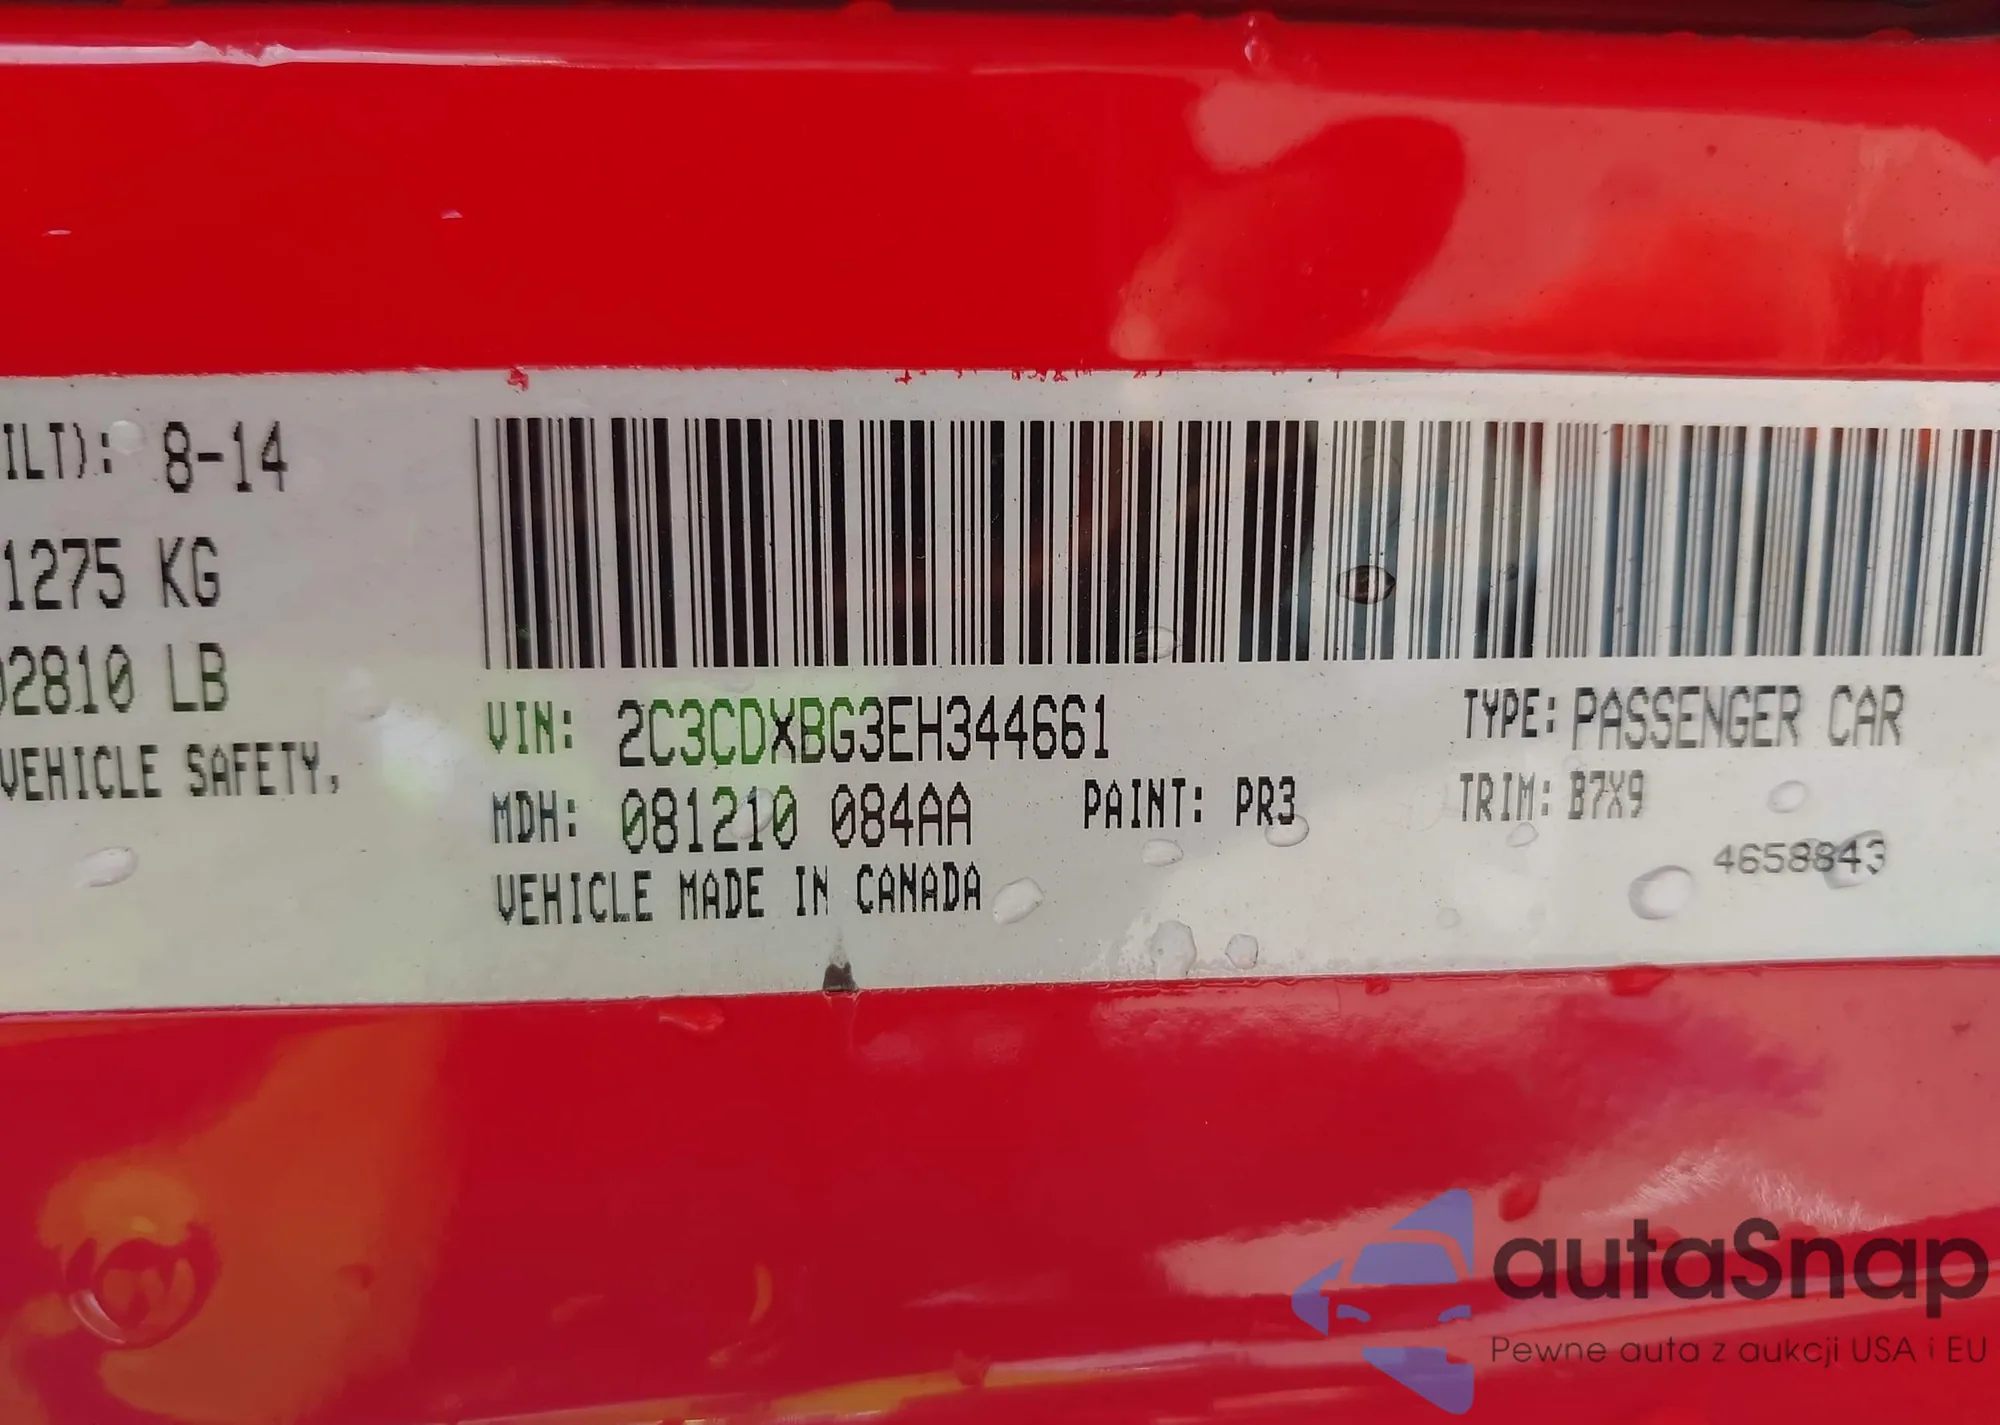 ILT): 8-14
1275 KG
02810 LB
VEHICLE SAFETY,
VIN: 2C3CDXBG3EH344661
TYPE: PASSENGER CAR
MDH: 081210 084AA
PAINT: PR3
TRIM: B7X9
VEHICLE MADE IN CANADA
4658843
autaSnap
Pewne auta z aukcji USA i EU